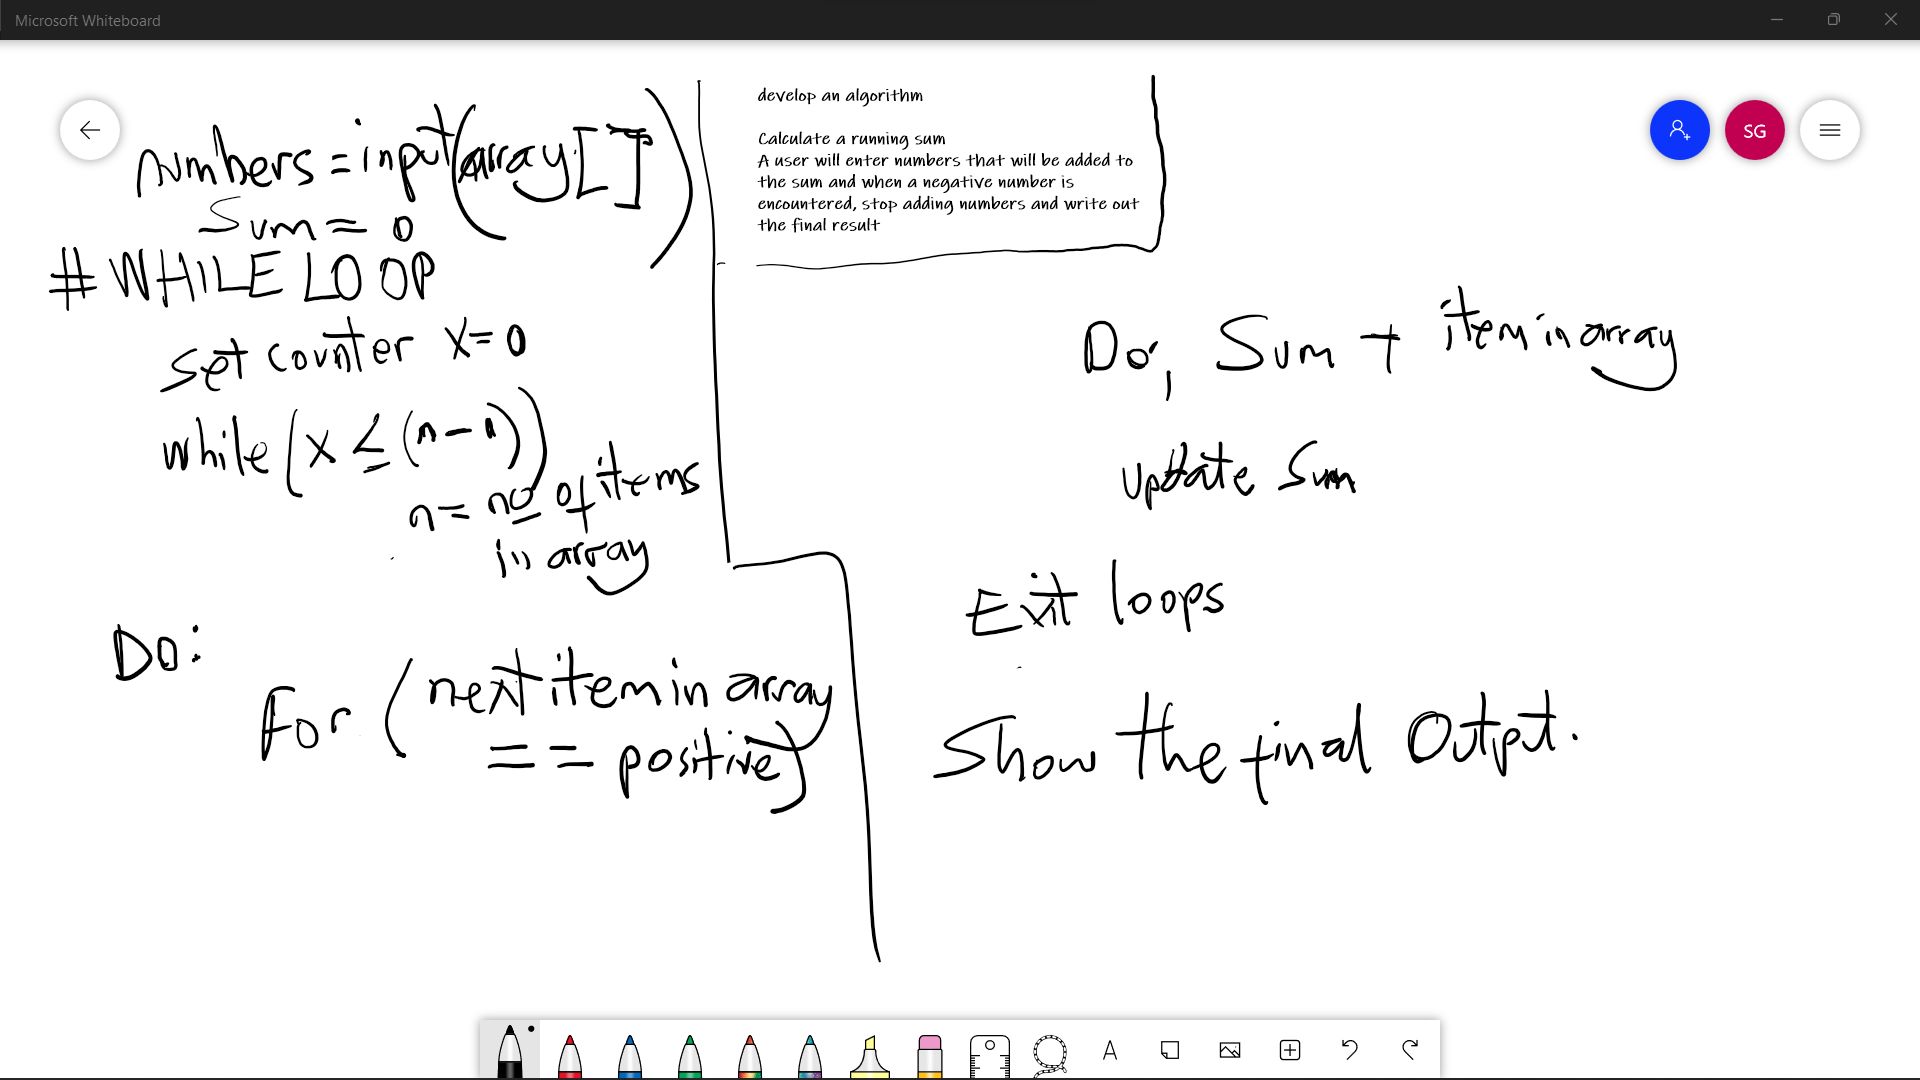 Microsoft Whiteboard
numbers = input(array[])
Sum = 0
# WHILE LOOP
set counter x = 0
while (x ≤ (n - 1))
n = no of items
in array
Do:
For (next item in array
== positive)
develop an algorithm
Calculate a running sum
A user will enter numbers that will be added to
the sum and when a negative number is
encountered, stop adding numbers and write out
the final result
SG
Do, Sum + item in array
update Sum
Exit loops
Show the final Output.
A